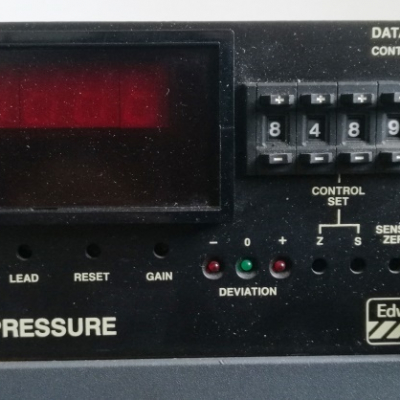 DATA
CONT
+ + +
8 4 8 9
- - -
CONTROL
SET
Z S
SENS
ZER
LEAD RESET GAIN
- 0 +
DEVIATION
PRESSURE
Edw